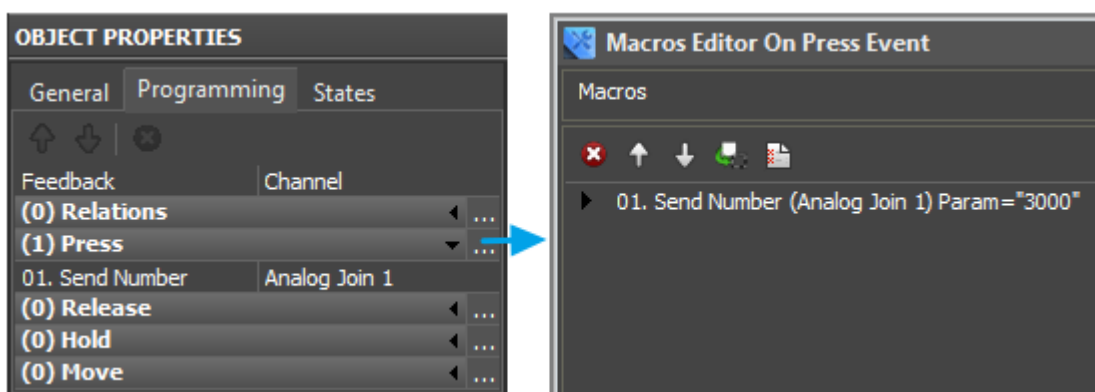 OBJECT PROPERTIES
General Programming States
Feedback Channel
(0) Relations ...
(1) Press ...
01. Send Number Analog Join 1
(0) Release ...
(0) Hold ...
(0) Move ...
Macros Editor On Press Event
Macros
01. Send Number (Analog Join 1) Param="3000"